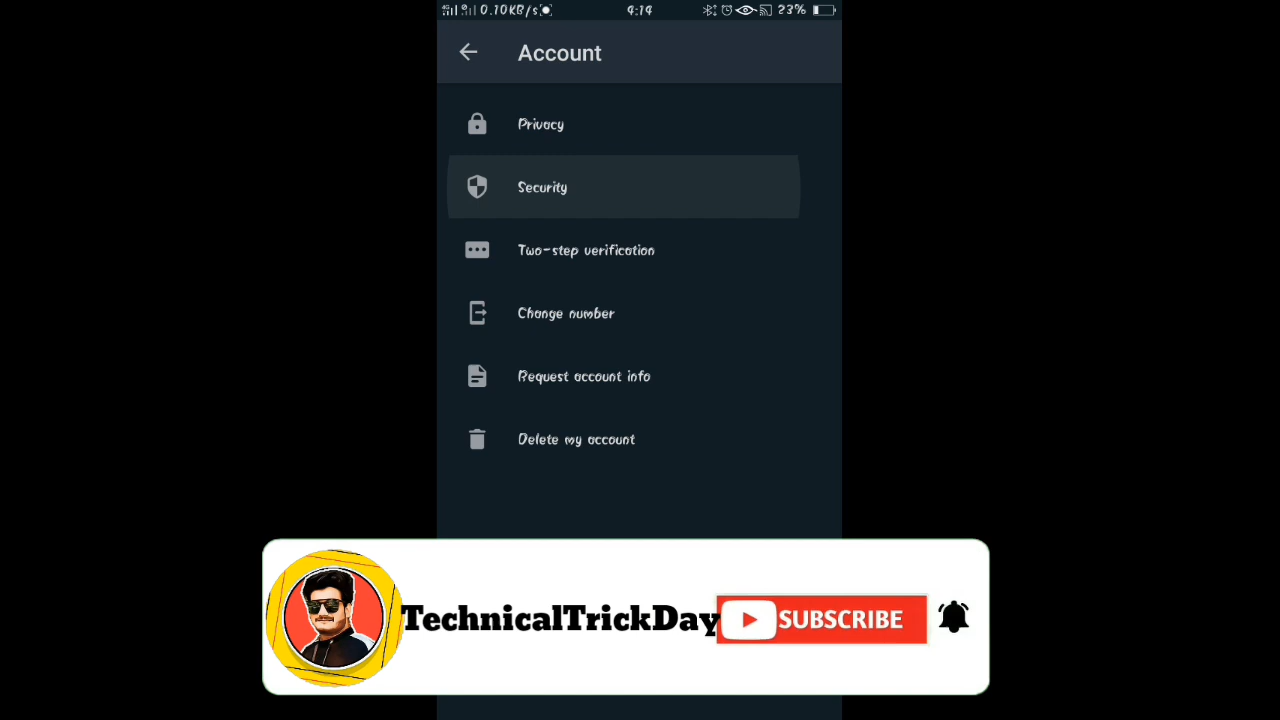 0.10KB/s
9:19
23%
Account
Privacy
Security
Two-step verification
Change number
Request account info
Delete my account
TechnicalTrickDay
SUBSCRIBE